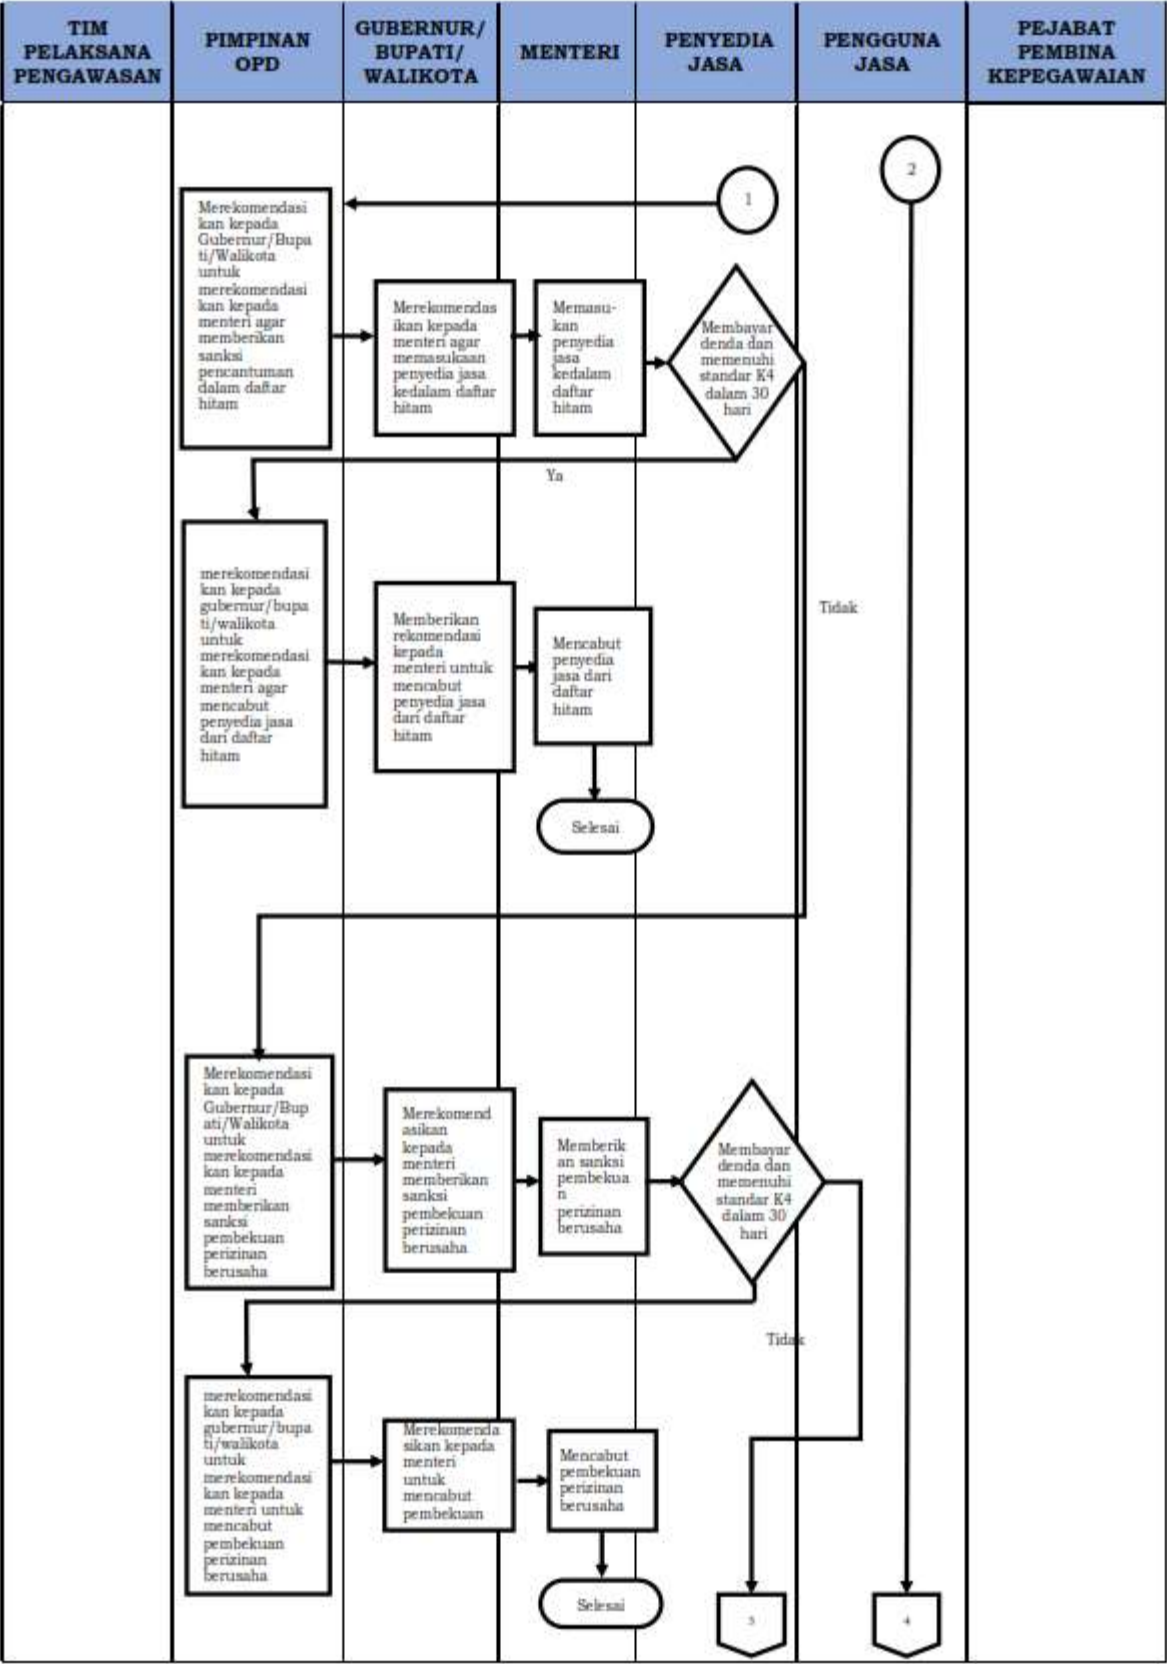 TIM
PELAKSANA
PENGAWASAN
PIMPINAN
OPD
GUBERNUR/
BUPATI/
WALIKOTA
MENTERI
PENYEDIA
JASA
PENGGUNA
JASA
PEJABAT
PEMBINA
KEPEGAWAIAN
2
1
Merekomendasi
kan kepada
Gubernur/Bupa
ti/Walikota
untuk
merekomendasi
kan kepada
menteri agar
memberikan
sanksi
pencantuman
dalam daftar
hitam
Merekomendas
ikan kepada
menteri agar
memasukaan
penyedia jasa
kedalam daftar
hitam
Memasu-
kan
penyedia
jasa
kedalam
daftar
hitam
Membayar
denda dan
memenuhi
standar K4
dalam 30
hari
Ya
Tidak
merekomendasi
kan kepada
gubernur/bupa
ti/walikota
untuk
merekomendasi
kan kepada
menteri agar
mencabut
penyedia jasa
dari daftar
hitam
Memberikan
rekomendasi
kepada
menteri untuk
mencabut
penyedia jasa
dari daftar
hitam
Mencabut
penyedia
jasa dari
daftar
hitam
Selesai
Merekomendasi
kan kepada
Gubernur/Bup
ati/Walikota
untuk
merekomendasi
kan kepada
menteri
memberikan
sanksi
pembekuan
perizinan
berusaha
Merekomend
asikan
kepada
menteri
memberikan
sanksi
pembekuan
perizinan
berusaha
Memberik
an sanksi
pembekua
n
perizinan
berusaha
Membayar
denda dan
memenuhi
standar K4
dalam 30
hari
Tidak
merekomendasi
kan kepada
gubernur/bupa
ti/walikota
untuk
merekomendasi
kan kepada
menteri untuk
mencabut
pembekuan
perizinan
berusaha
Merekomenda
sikan kepada
menteri
untuk
mencabut
pembekuan
Mencabut
pembekuan
perizinan
berusaha
Selesai
3
4